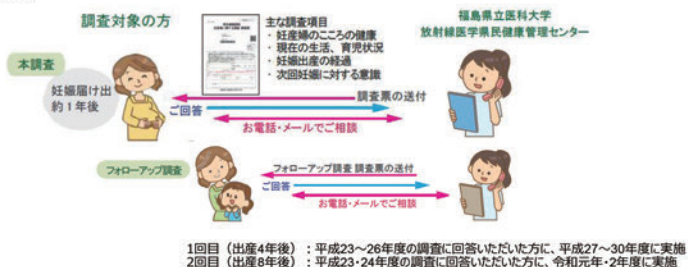 調査対象の方
主な調査項目
・ 妊産婦のこころの健康
・ 現在の生活、育児状況
・ 妊娠出産の経過
・ 次回妊娠に対する意識
福島県立医科大学
放射線医学県民健康管理センター
本調査
妊娠届け出
約1年後
調査票の送付
ご回答
お電話・メールでご相談
フォローアップ調査
フォローアップ調査 調査票の送付
ご回答
お電話・メールでご相談
1回目（出産4年後）：平成23～26年度の調査に回答いただいた方に、平成27～30年度に実施
2回目（出産8年後）：平成23・24年度の調査に回答いただいた方に、令和元年・2年度に実施